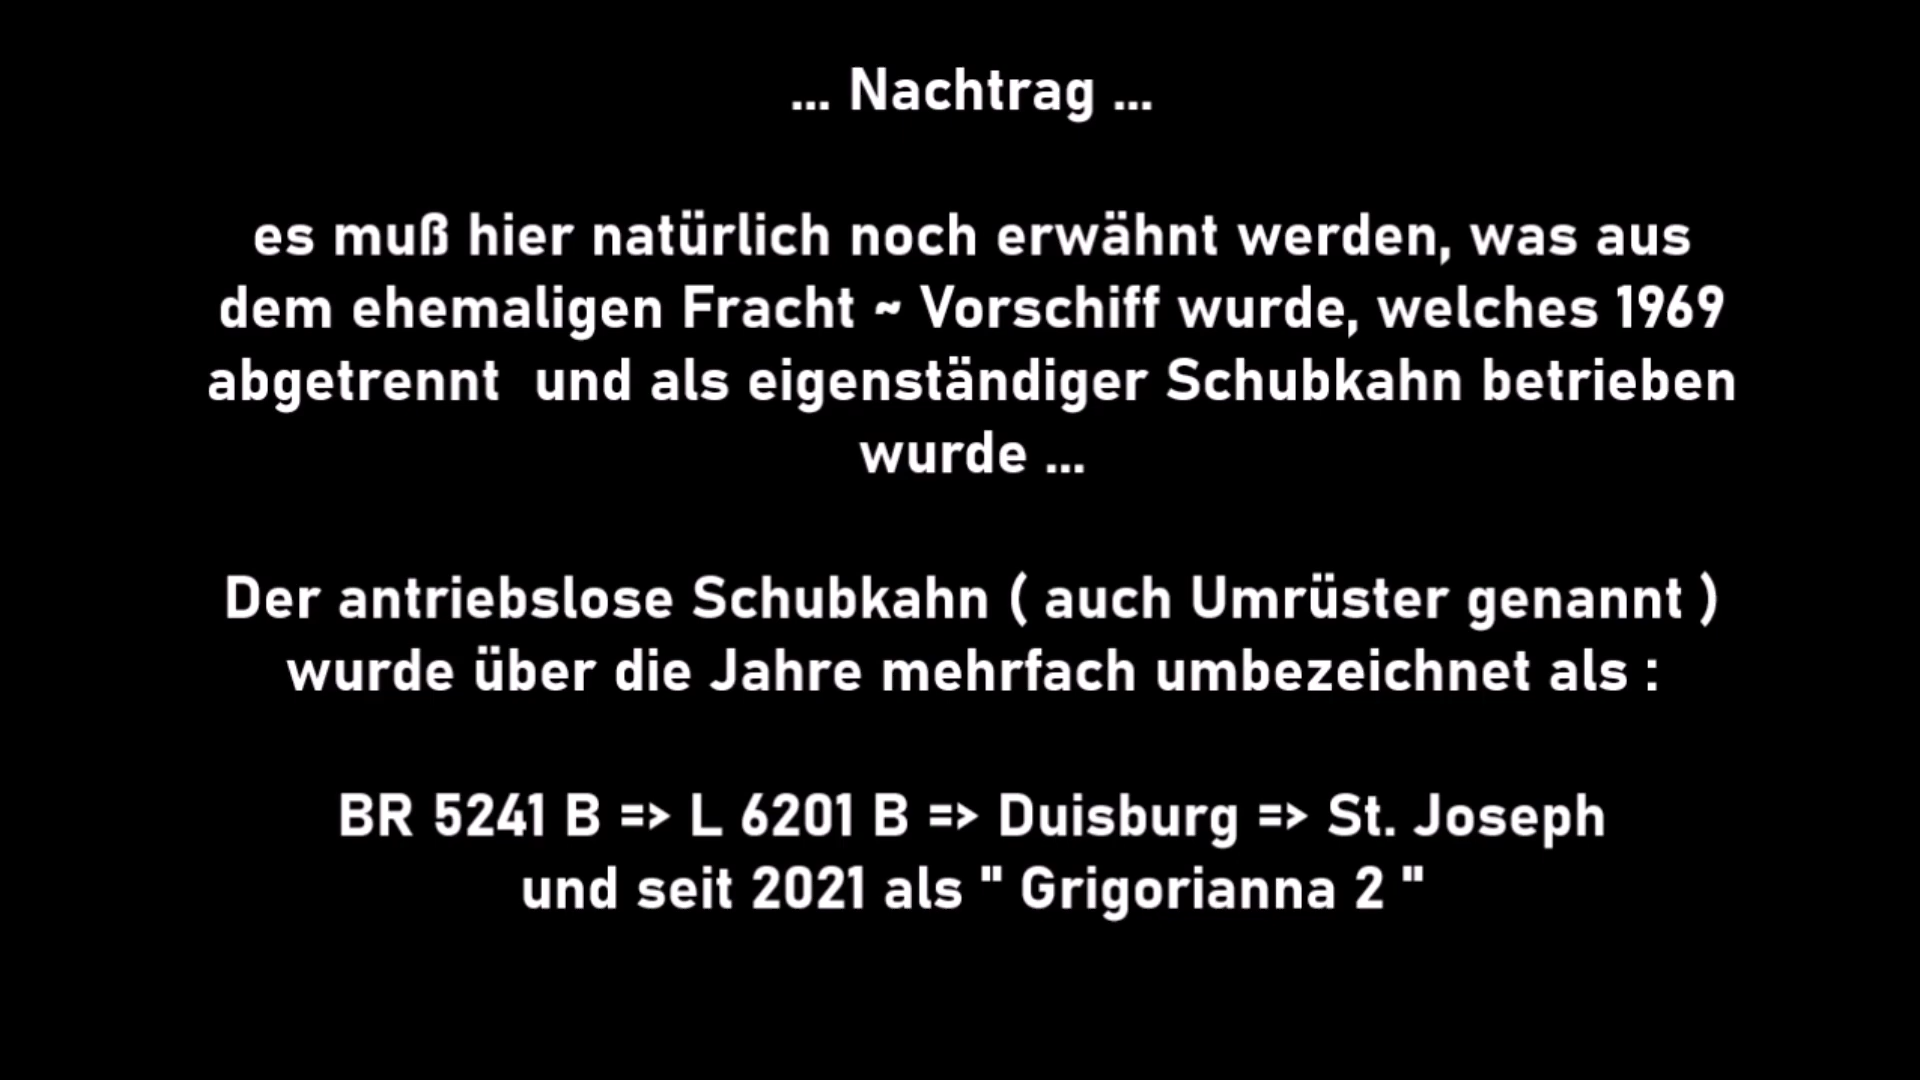 ... Nachtrag ...
es muß hier natürlich noch erwähnt werden, was aus
dem ehemaligen Fracht ~ Vorschiff wurde, welches 1969
abgetrennt  und als eigenständiger Schubkahn betrieben
wurde ...
Der antriebslose Schubkahn ( auch Umrüster genannt )
wurde über die Jahre mehrfach umbezeichnet als :
BR 5241 B => L 6201 B => Duisburg => St. Joseph
und seit 2021 als " Grigorianna 2 "